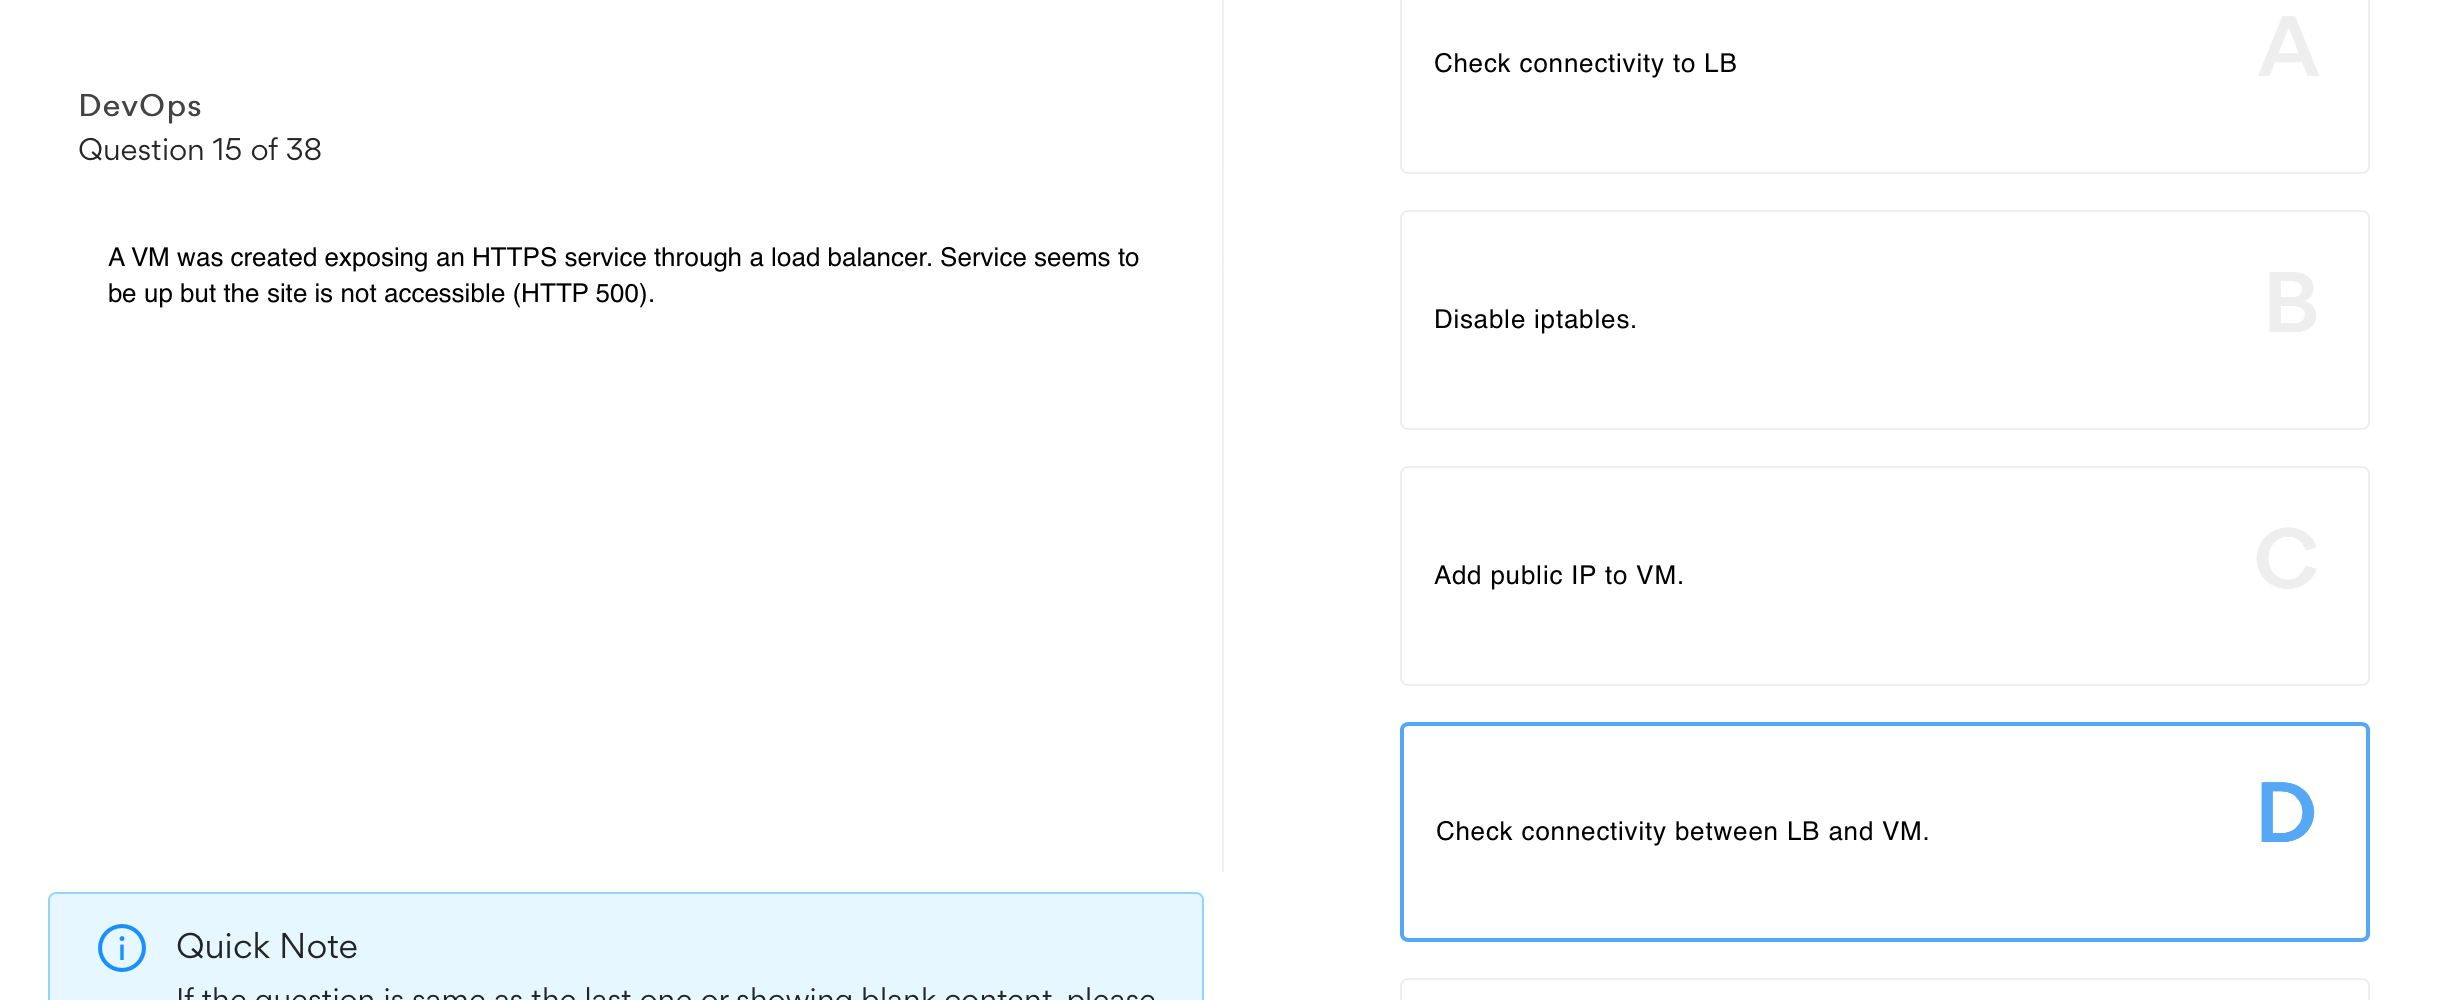 DevOps
Question 15 of 38
A VM was created exposing an HTTPS service through a load balancer. Service seems to
be up but the site is not accessible (HTTP 500).
Quick Note
If the question is same as the last one or showing blank content, please
Check connectivity to LB
A
Disable iptables.
B
Add public IP to VM.
C
Check connectivity between LB and VM.
D